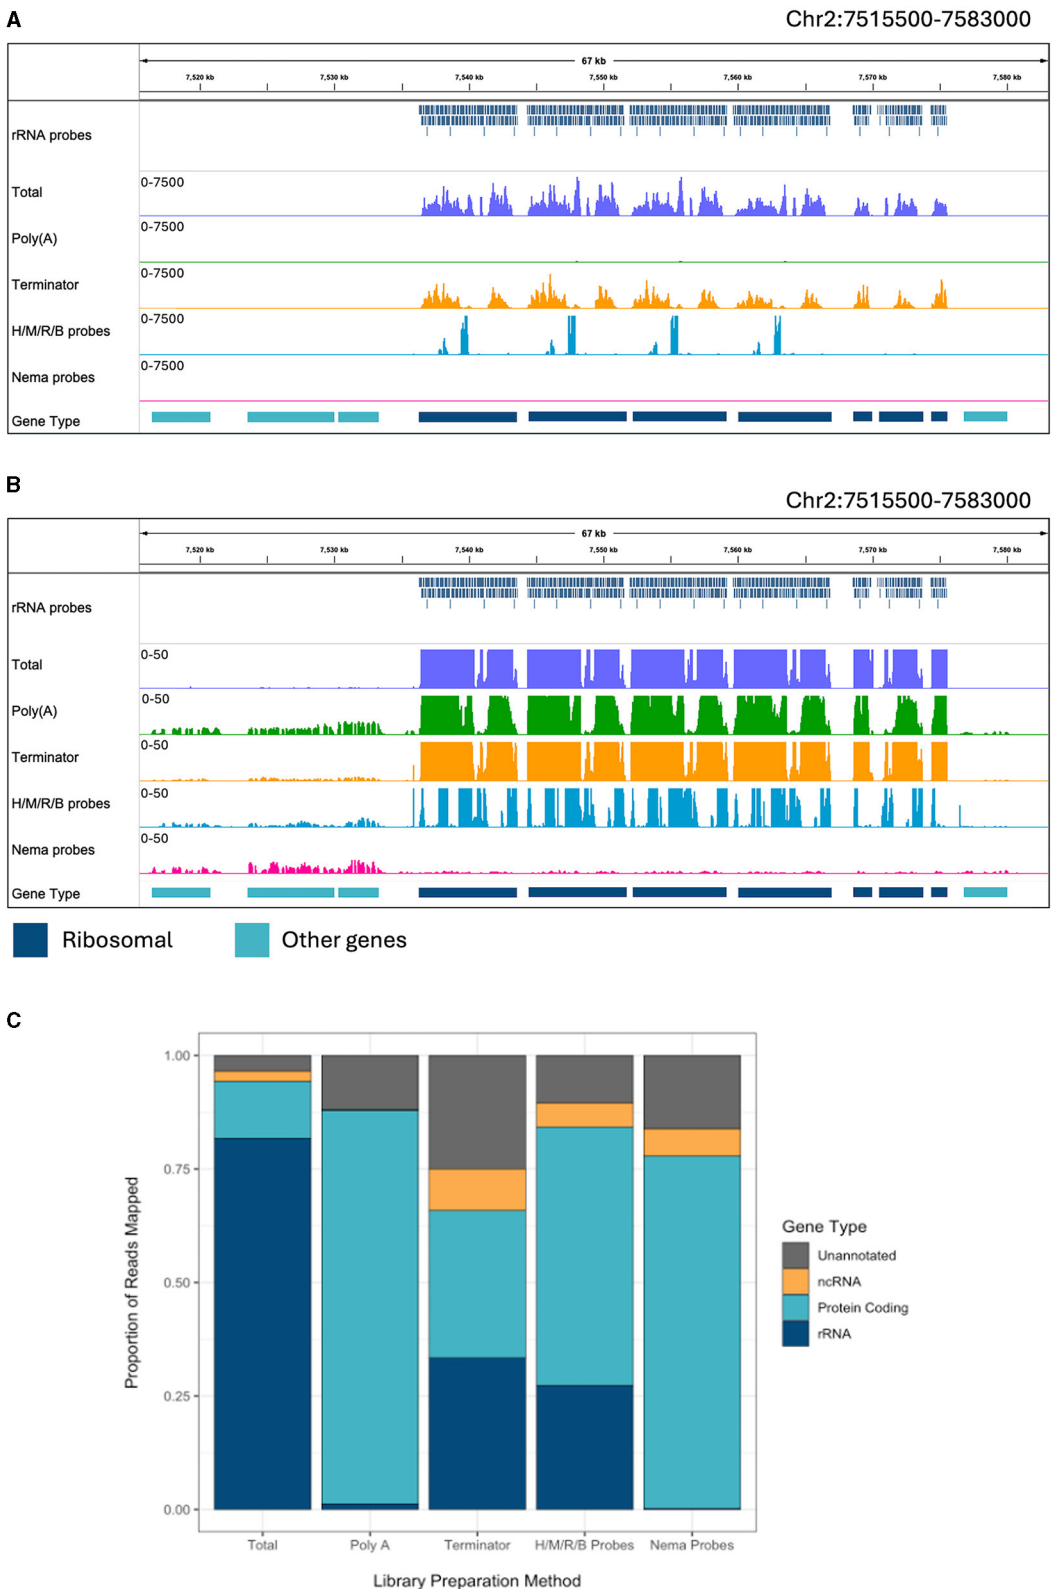 A
Chr2:7515500-7583000
67 kb
7,520 kb 7,530 kb 7,540 kb 7,550 kb 7,560 kb 7,570 kb 7,580 kb
rRNA probes
Total 0-7500
Poly(A) 0-7500
Terminator 0-7500
H/M/R/B probes 0-7500
Nema probes 0-7500
Gene Type
B
Chr2:7515500-7583000
67 kb
7,520 kb 7,530 kb 7,540 kb 7,550 kb 7,560 kb 7,570 kb 7,580 kb
rRNA probes
Total 0-50
Poly(A) 0-50
Terminator 0-50
H/M/R/B probes 0-50
Nema probes 0-50
Gene Type
Ribosomal Other genes
C
Proportion of Reads Mapped
1.00
0.75
0.50
0.25
0.00
Total Poly A Terminator H/M/R/B Probes Nema Probes
Library Preparation Method
Gene Type
Unannotated
ncRNA
Protein Coding
rRNA